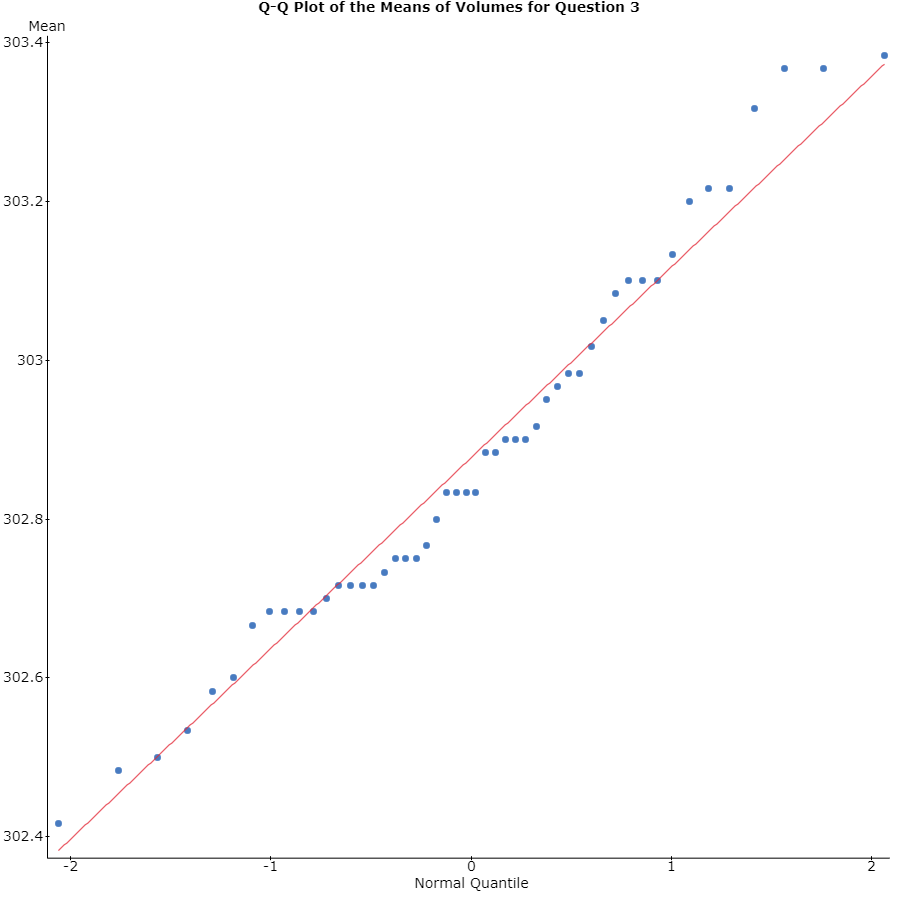 Q-Q Plot of the Means of Volumes for Question 3
Mean
303.4
303.2
303
302.8
302.6
302.4
-2 -1 0 1 2
Normal Quantile